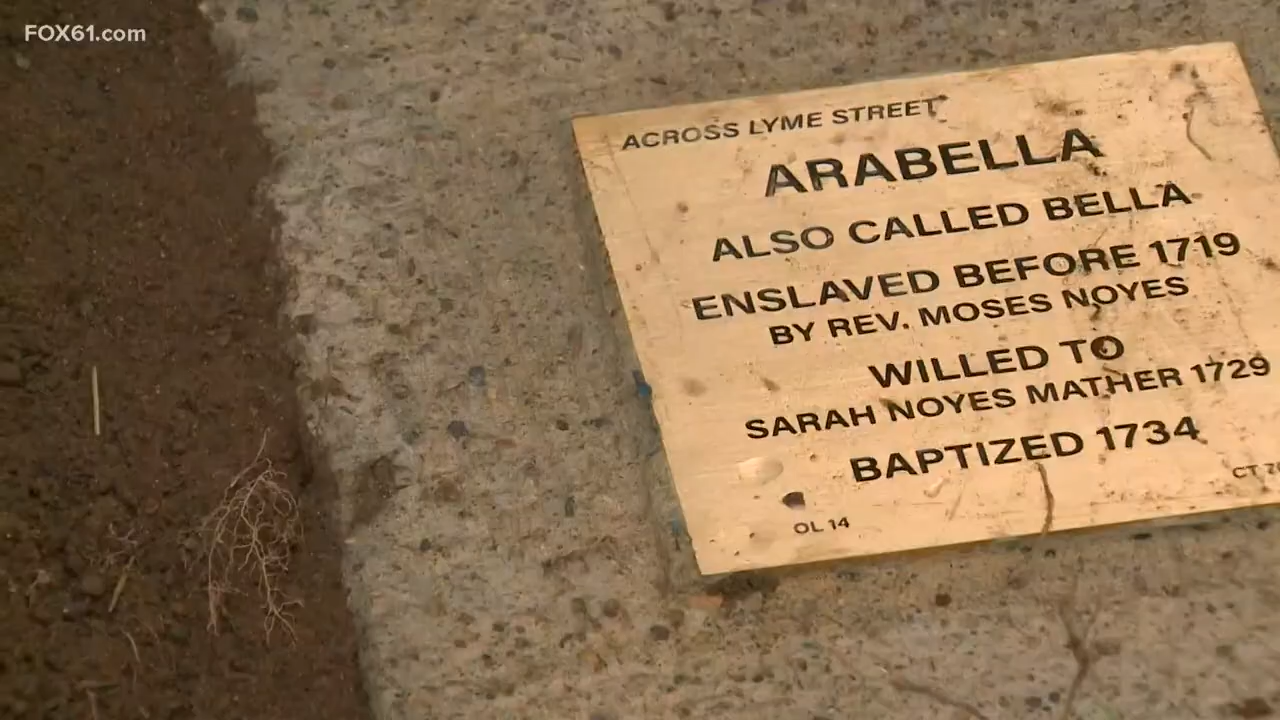 FOX61.com
ACROSS LYME STREET
ARABELLA
ALSO CALLED BELLA
ENSLAVED BEFORE 1719
BY REV. MOSES NOYES
WILLED TO
SARAH NOYES MATHER 1729
BAPTIZED 1734
OL 14
CT